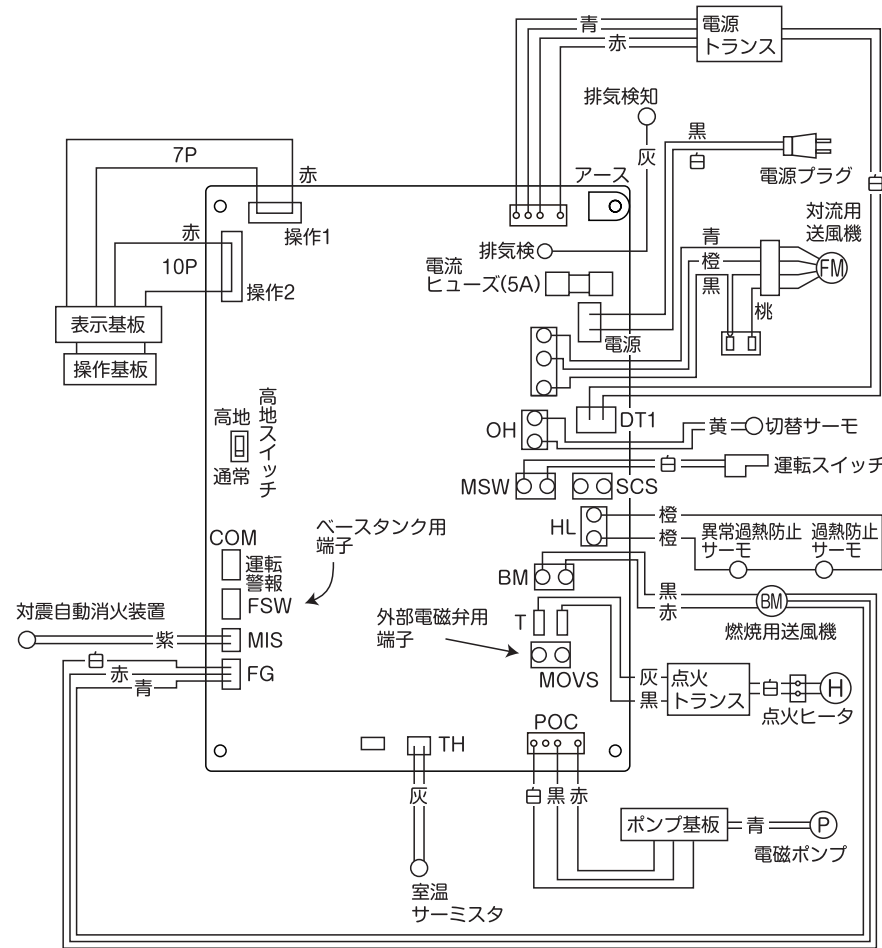 青
赤
電源
トランス
排気検知
7P
赤
灰
黒
白
電源プラグ
白
アース
操作1
赤
10P
操作2
排気検
電流
ヒューズ(5A)
青
橙
黒
対流用
送風機
FM
桃
表示基板
操作基板
電源
高地スイッチ
高地
通常
DT1
OH
黄
切替サーモ
MSW
SCS
白
運転スイッチ
HL
橙
橙
異常過熱防止
サーモ
過熱防止
サーモ
ベースタンク用
端子
COM
運転
警報
FSW
BM
黒
赤
BM
燃焼用送風機
対震自動消火装置
紫
MIS
外部電磁弁用
端子
T
MOVS
白
赤
青
FG
灰
黒
点火
トランス
白
H
点火ヒータ
POC
TH
灰
白
黒
赤
ポンプ基板
青
P
電磁ポンプ
室温
サーミスタ